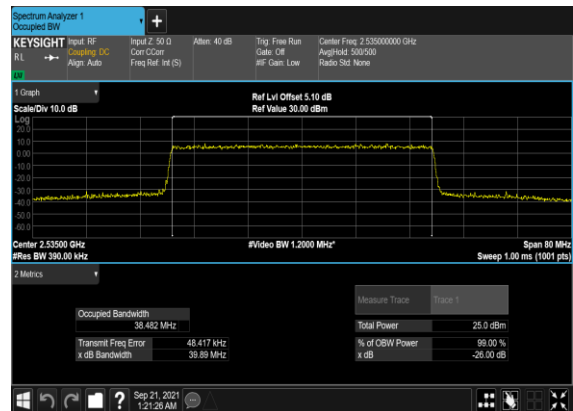 Spectrum Analyzer 1
Occupied BW
+
KEYSIGHT Input: RF Input Z: 50 Ω Atten: 40 dB Trig: Free Run Center Freq: 2.535000000 GHz
RL Coupling: DC Corr CCorr Gate: Off Avg|Hold: 500/500
Align: Auto Freq Ref: Int (S) #IF Gain: Low Radio Std: None
LW
1 Graph
Ref Lvl Offset 5.10 dB
Scale/Div 10.0 dB Ref Value 30.00 dBm
Log
20.0
10.0
0.00
-10.0
-20.0
-30.0
-40.0
-50.0
-60.0
Center 2.53500 GHz #Video BW 1.2000 MHz* Span 80 MHz
#Res BW 390.00 kHz Sweep 1.00 ms (1001 pts)
2 Metrics
Measure Trace Trace 1
Occupied Bandwidth
38.482 MHz Total Power 25.0 dBm
Transmit Freq Error 48.417 kHz % of OBW Power 99.00 %
x dB Bandwidth 39.89 MHz x dB -26.00 dB
? Sep 21, 2021
1:21:26 AM